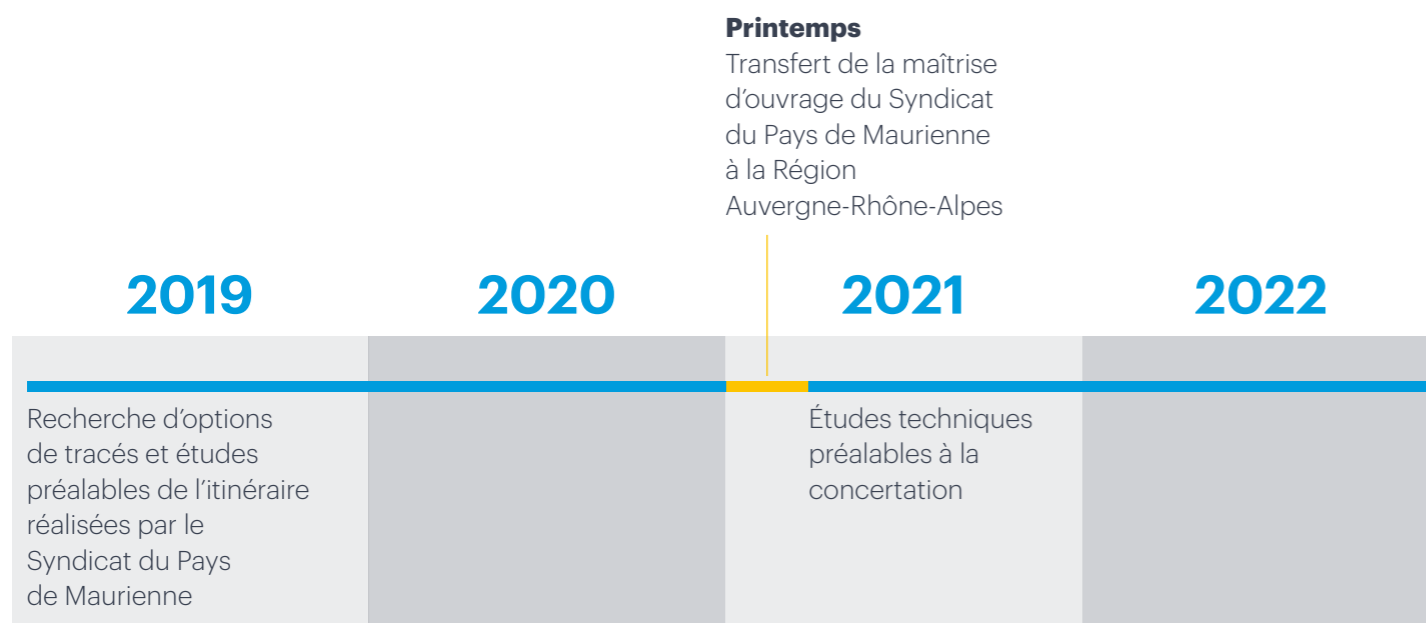 Printemps
Transfert de la maîtrise
d’ouvrage du Syndicat
du Pays de Maurienne
à la Région
Auvergne-Rhône-Alpes
2019
2020
2021
2022
Recherche d’options
de tracés et études
préalables de l’itinéraire
réalisées par le
Syndicat du Pays
de Maurienne
Études techniques
préalables à la
concertation